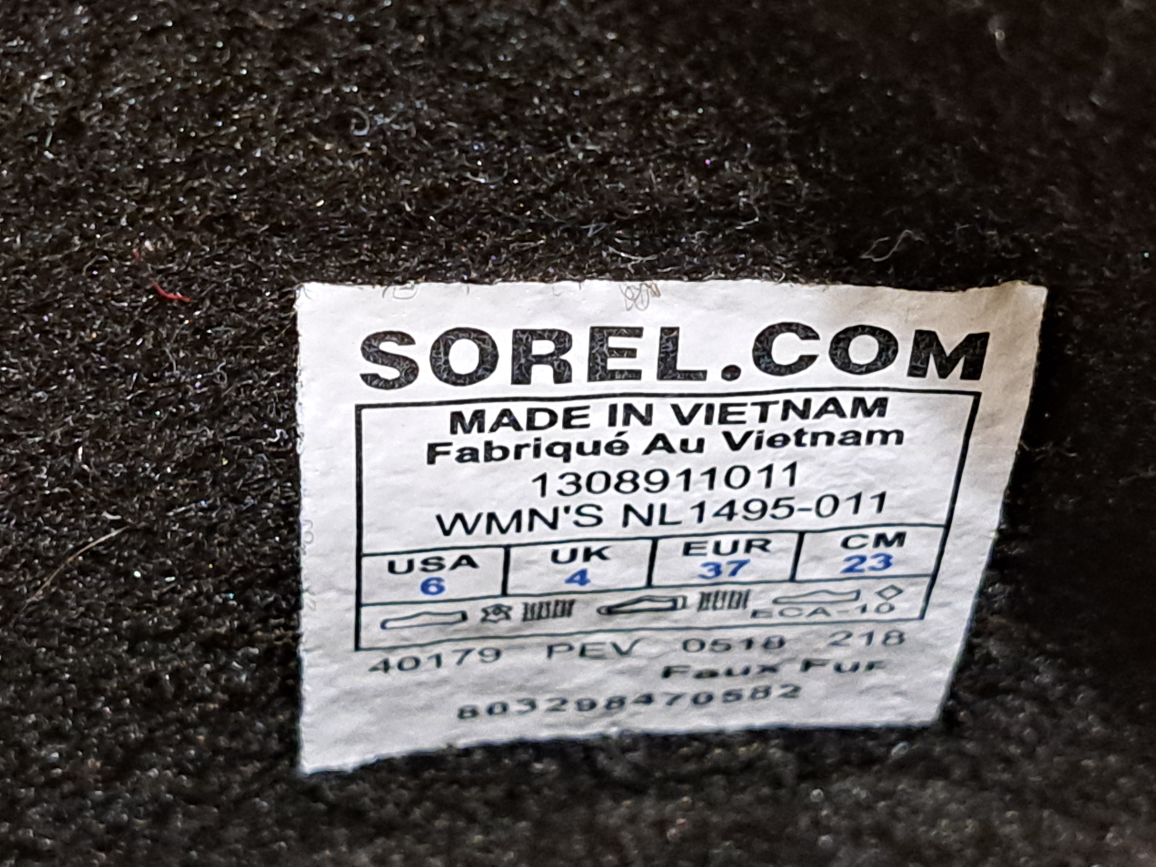 SOREL.COM
MADE IN VIETNAM
Fabriqué Au Vietnam
1308911011
WMN'S NL1495-011
USA UK EUR CM
6 4 37 23
ECA-10
40179 PEV 0518 218
Faux Fur
803298470582